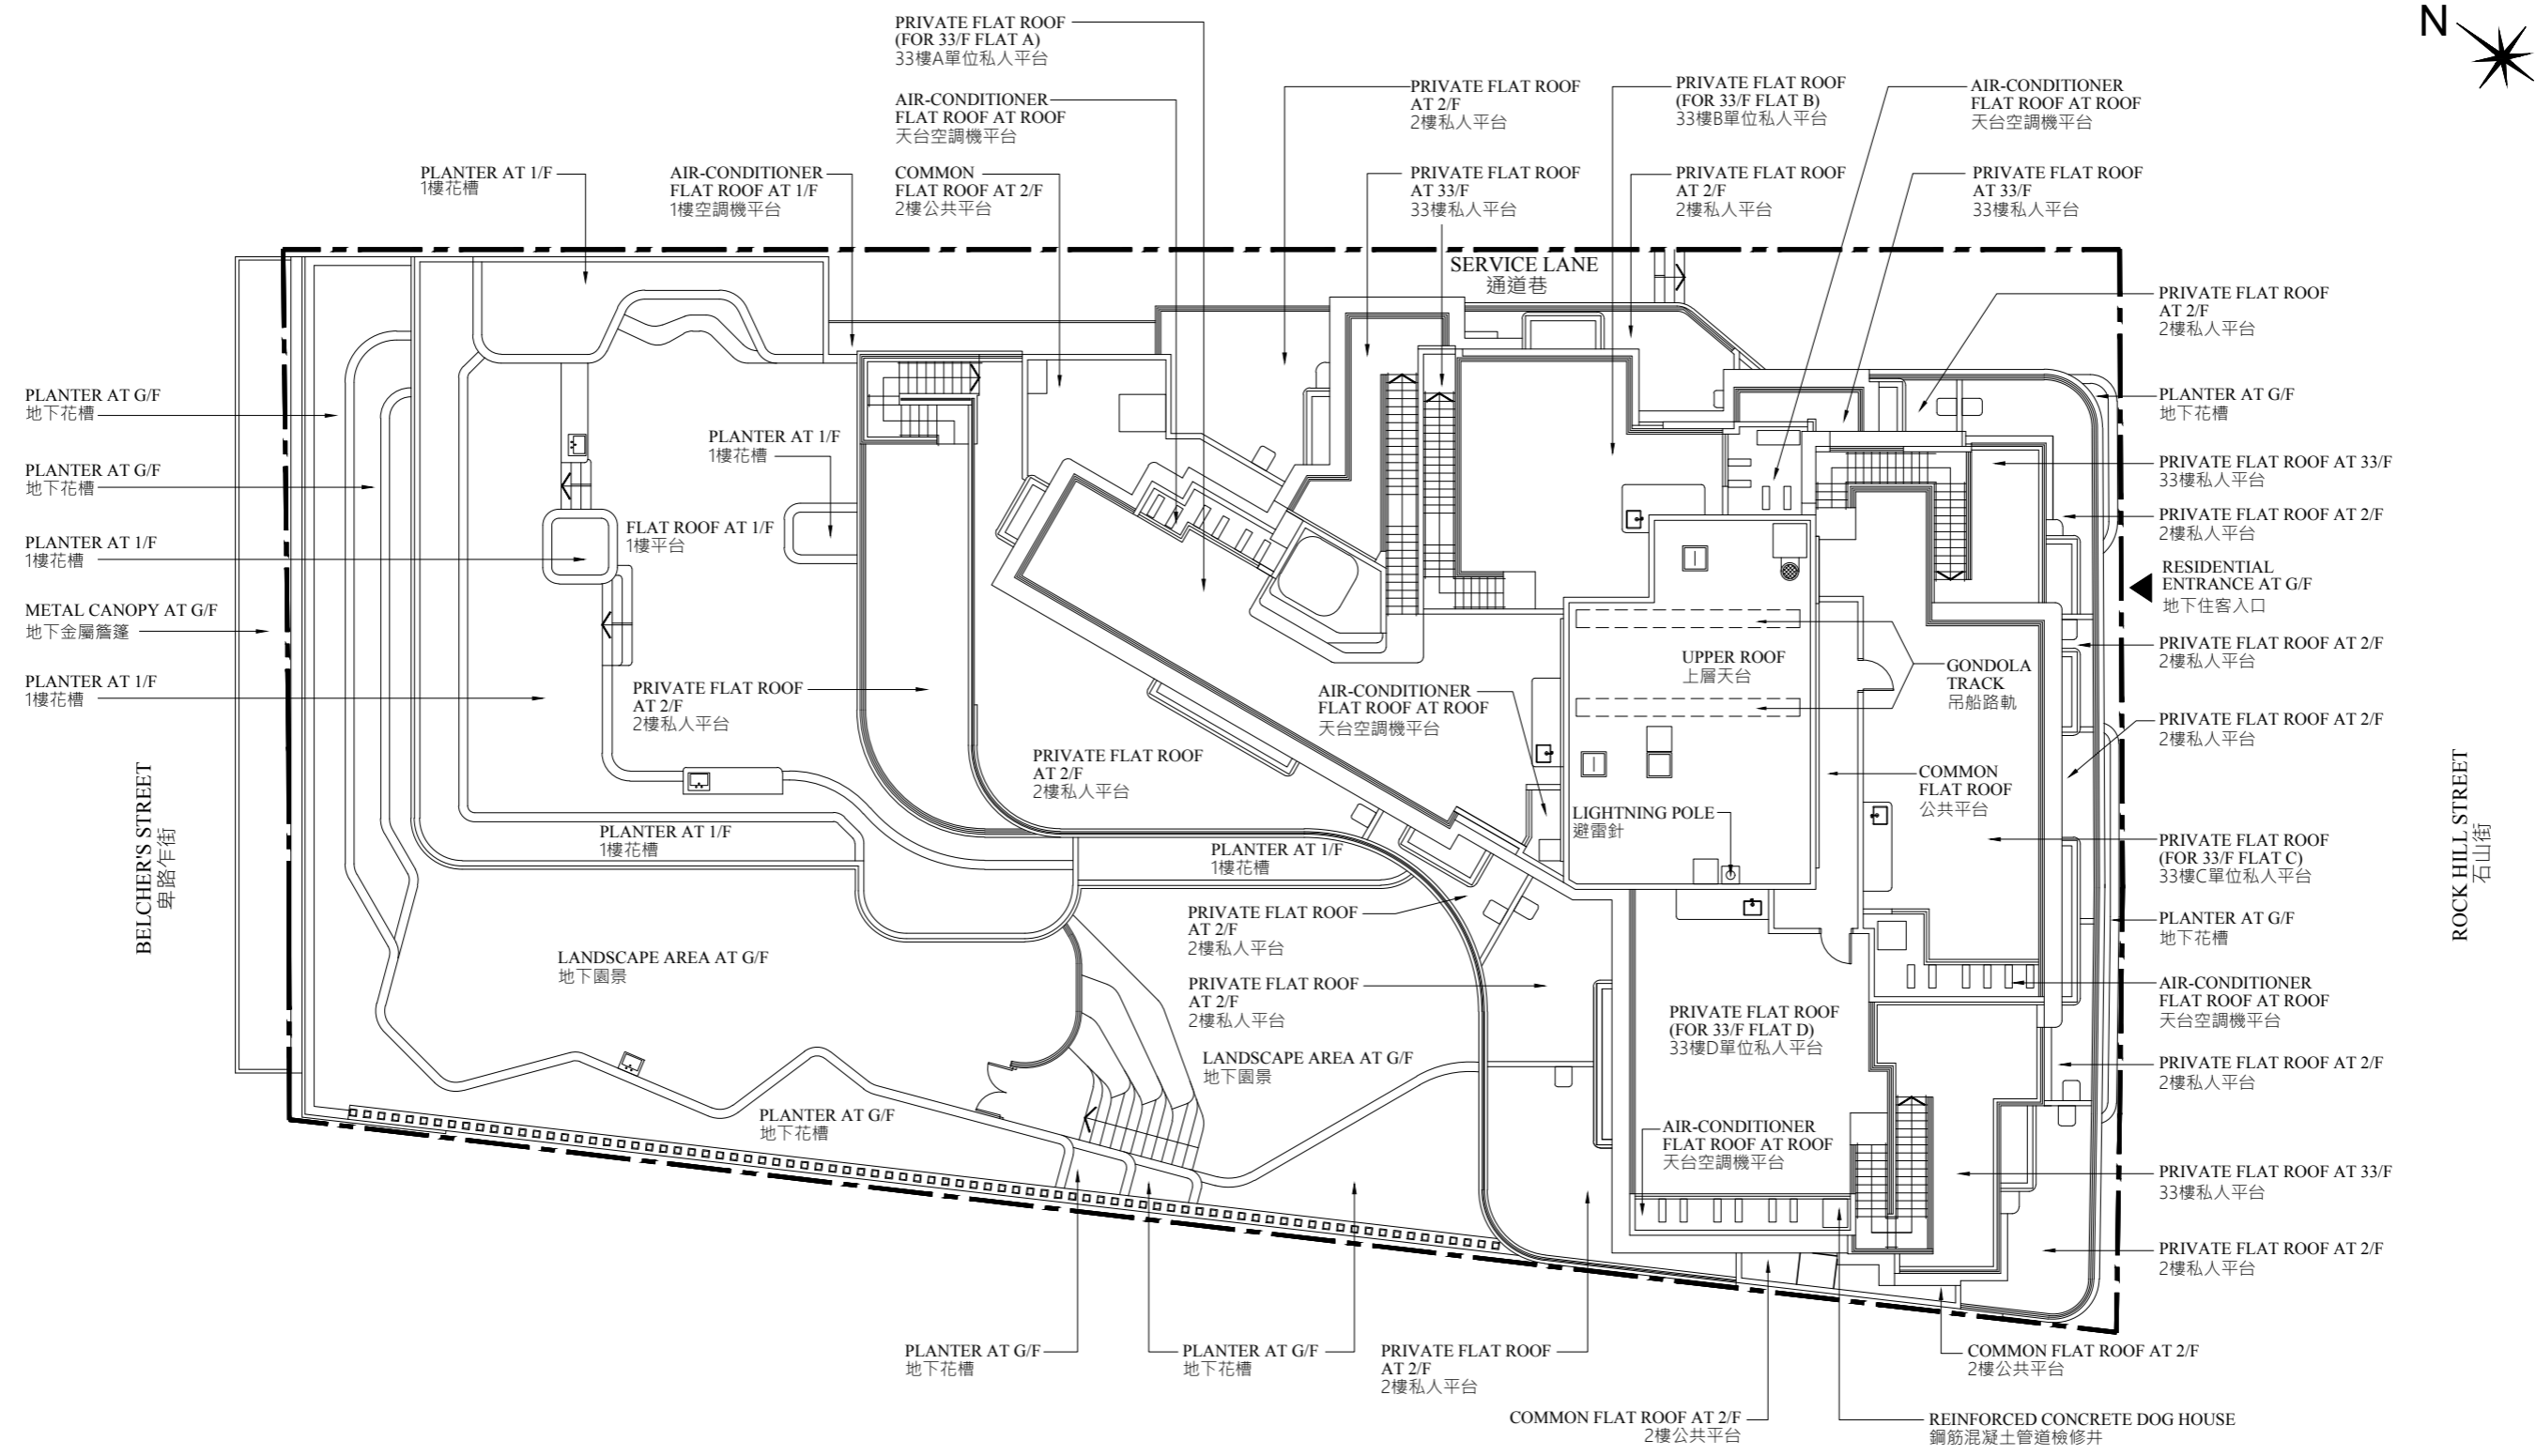 N
PRIVATE FLAT ROOF
(FOR 33/F FLAT A)
33樓A單位私人平台
AIR-CONDITIONER
FLAT ROOF AT ROOF
天台空調機平台
PRIVATE FLAT ROOF
AT 2/F
2樓私人平台
PRIVATE FLAT ROOF
(FOR 33/F FLAT B)
33樓B單位私人平台
AIR-CONDITIONER
FLAT ROOF AT ROOF
天台空調機平台
PLANTER AT 1/F
1樓花槽
AIR-CONDITIONER
FLAT ROOF AT 1/F
1樓空調機平台
COMMON
FLAT ROOF AT 2/F
2樓公共平台
PRIVATE FLAT ROOF
AT 33/F
33樓私人平台
PRIVATE FLAT ROOF
AT 2/F
2樓私人平台
PRIVATE FLAT ROOF
AT 33/F
33樓私人平台
SERVICE LANE
通道巷
PRIVATE FLAT ROOF
AT 2/F
2樓私人平台
PLANTER AT G/F
地下花槽
PLANTER AT G/F
地下花槽
PLANTER AT 1/F
1樓花槽
PLANTER AT G/F
地下花槽
PRIVATE FLAT ROOF AT 33/F
33樓私人平台
FLAT ROOF AT 1/F
1樓平台
PRIVATE FLAT ROOF AT 2/F
2樓私人平台
PLANTER AT 1/F
1樓花槽
RESIDENTIAL
ENTRANCE AT G/F
地下住客入口
METAL CANOPY AT G/F
地下金屬簷篷
PRIVATE FLAT ROOF AT 2/F
2樓私人平台
PLANTER AT 1/F
1樓花槽
PRIVATE FLAT ROOF
AT 2/F
2樓私人平台
AIR-CONDITIONER
FLAT ROOF AT ROOF
天台空調機平台
UPPER ROOF
上層天台
GONDOLA
TRACK
吊船路軌
PRIVATE FLAT ROOF AT 2/F
2樓私人平台
PRIVATE FLAT ROOF
AT 2/F
2樓私人平台
COMMON
FLAT ROOF
公共平台
BELCHER'S STREET
卑路乍街
ROCK HILL STREET
石山街
LIGHTNING POLE
避雷針
PLANTER AT 1/F
1樓花槽
PLANTER AT 1/F
1樓花槽
PRIVATE FLAT ROOF
(FOR 33/F FLAT C)
33樓C單位私人平台
PRIVATE FLAT ROOF
AT 2/F
2樓私人平台
PLANTER AT G/F
地下花槽
LANDSCAPE AREA AT G/F
地下園景
PRIVATE FLAT ROOF
AT 2/F
2樓私人平台
AIR-CONDITIONER
FLAT ROOF AT ROOF
天台空調機平台
PRIVATE FLAT ROOF
(FOR 33/F FLAT D)
33樓D單位私人平台
LANDSCAPE AREA AT G/F
地下園景
PRIVATE FLAT ROOF AT 2/F
2樓私人平台
PLANTER AT G/F
地下花槽
AIR-CONDITIONER
FLAT ROOF AT ROOF
天台空調機平台
PRIVATE FLAT ROOF AT 33/F
33樓私人平台
PRIVATE FLAT ROOF AT 2/F
2樓私人平台
PLANTER AT G/F
地下花槽
PLANTER AT G/F
地下花槽
PRIVATE FLAT ROOF
AT 2/F
2樓私人平台
COMMON FLAT ROOF AT 2/F
2樓公共平台
COMMON FLAT ROOF AT 2/F
2樓公共平台
REINFORCED CONCRETE DOG HOUSE
鋼筋混凝土管道檢修井